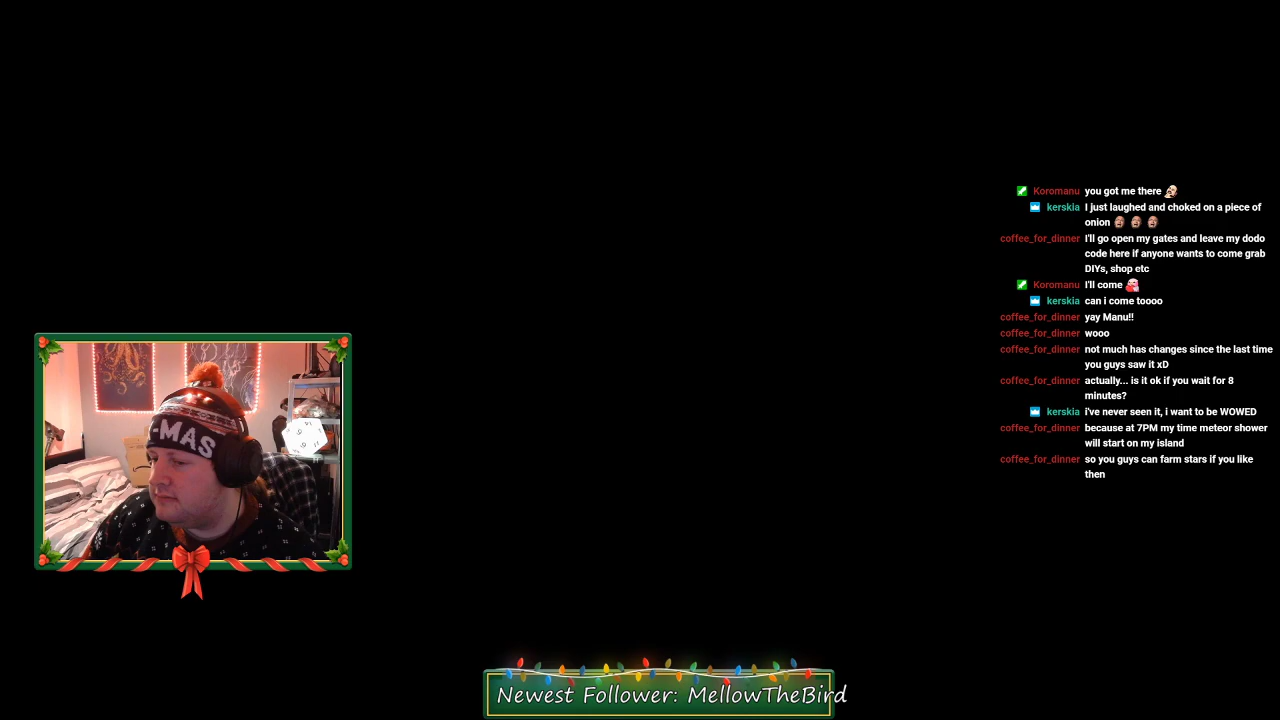 Koromanu you got me there
kerskia I just laughed and choked on a piece of
onion
coffee_for_dinner I'll go open my gates and leave my dodo
code here if anyone wants to come grab
DIYs, shop etc
Koromanu I'll come
kerskia can i come toooo
coffee_for_dinner yay Manu!!
coffee_for_dinner wooo
coffee_for_dinner not much has changes since the last time
you guys saw it xD
coffee_for_dinner actually... is it ok if you wait for 8
minutes?
kerskia i've never seen it, i want to be WOWED
coffee_for_dinner because at 7PM my time meteor shower
will start on my island
coffee_for_dinner so you guys can farm stars if you like
then
-MAS
Newest Follower: MellowTheBird